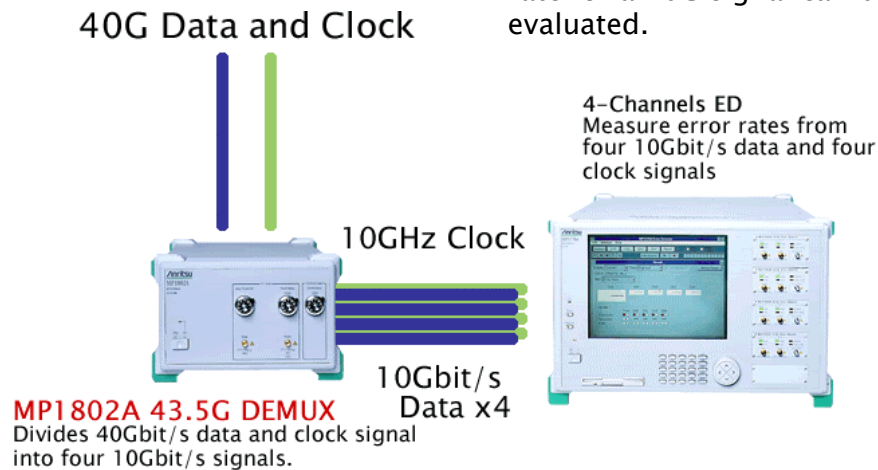 40G Data and Clock
evaluated.
4-Channels ED
Measure error rates from
four 10Gbit/s data and four
clock signals
10GHz Clock
Anritsu
MP1802A
10Gbit/s
Data x4
MP1802A 43.5G DEMUX
Divides 40Gbit/s data and clock signal
into four 10Gbit/s signals.